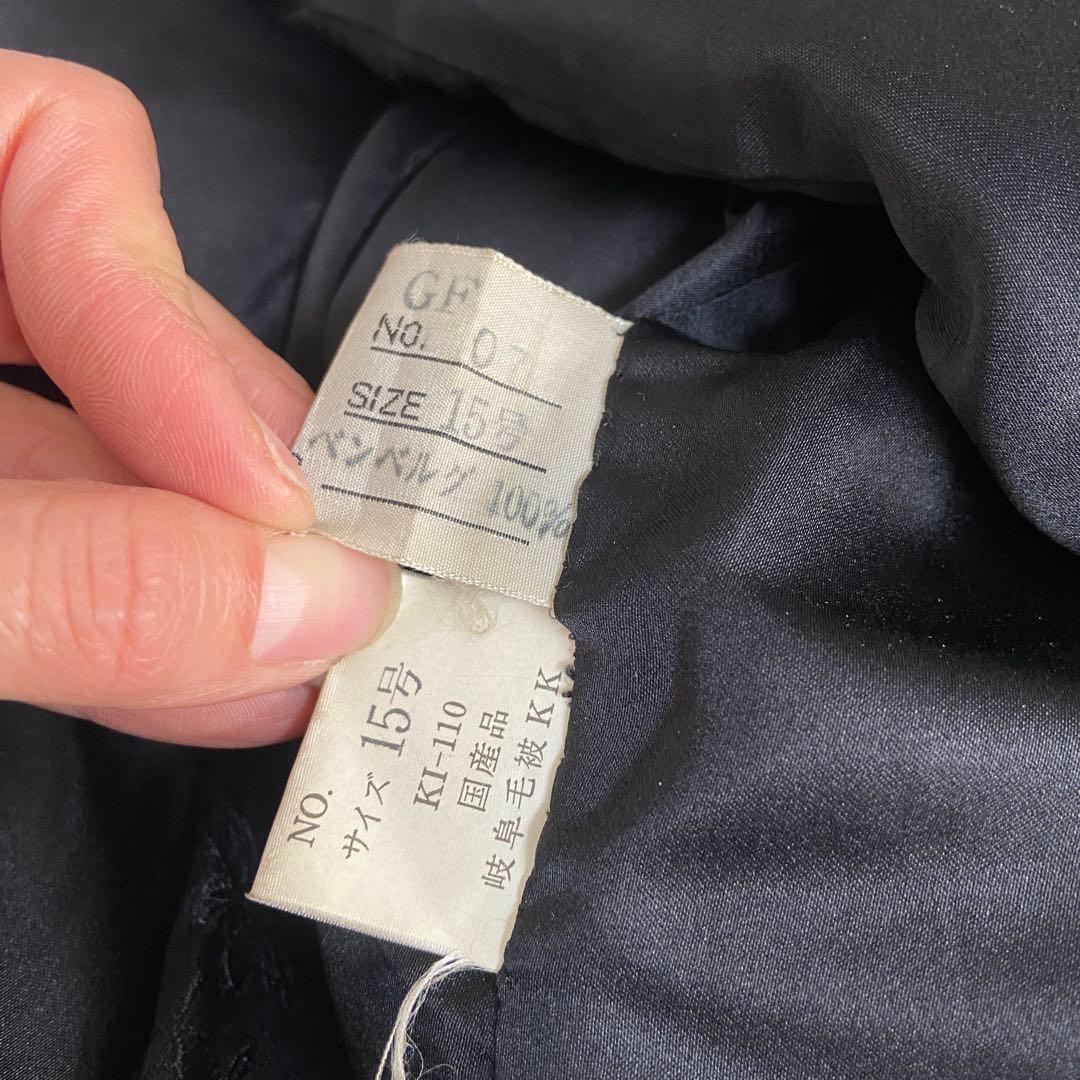 GF
NO. 07
SIZE 15号
ベンベルグ 100%
NO.
サイズ 15号
KI-110
国産品
岐阜毛被KK